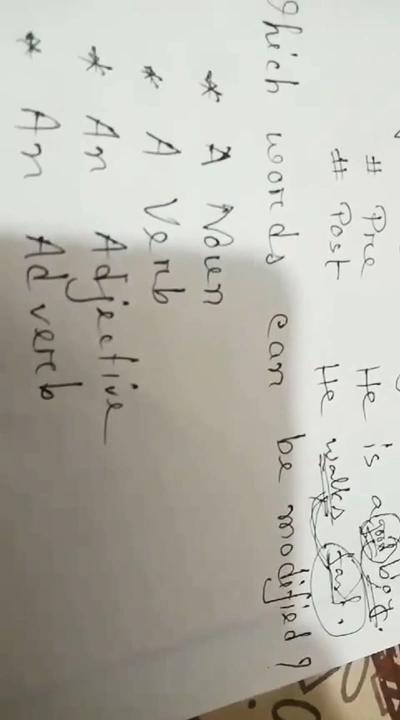 # Pre He is a good boy.
# Post He walks fast.
Which words can be modified?
* A Noun
* A Verb
* An Adjective
* An Adverb